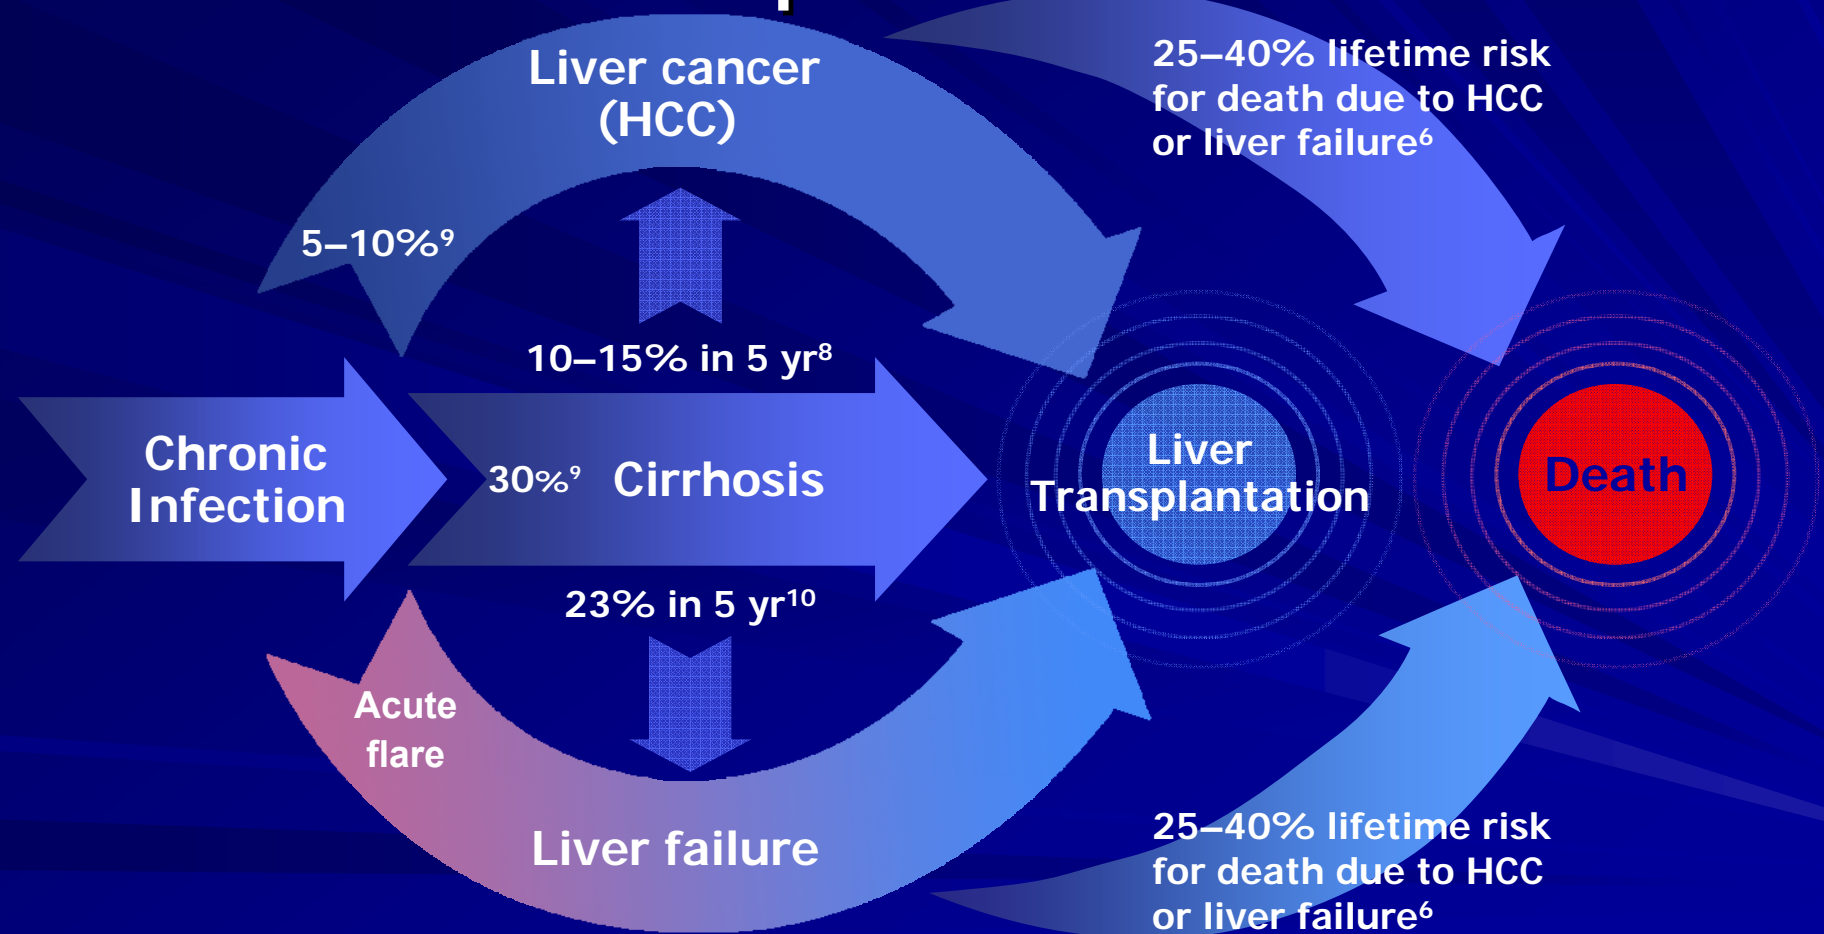 Liver cancer
(HCC)
25–40% lifetime risk
for death due to HCC
or liver failure⁶
5–10%⁹
10–15% in 5 yr⁸
Chronic
Infection
30%⁹ Cirrhosis
Liver
Transplantation
Death
23% in 5 yr¹⁰
Acute
flare
Liver failure
25–40% lifetime risk
for death due to HCC
or liver failure⁶